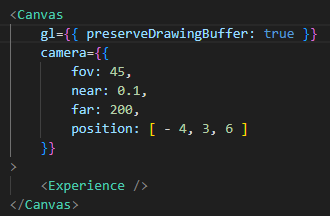 <Canvas
gl={{ preserveDrawingBuffer: true }}
camera={{
fov: 45,
near: 0.1,
far: 200,
position: [ - 4, 3, 6 ]
}}
>
<Experience />
</Canvas>